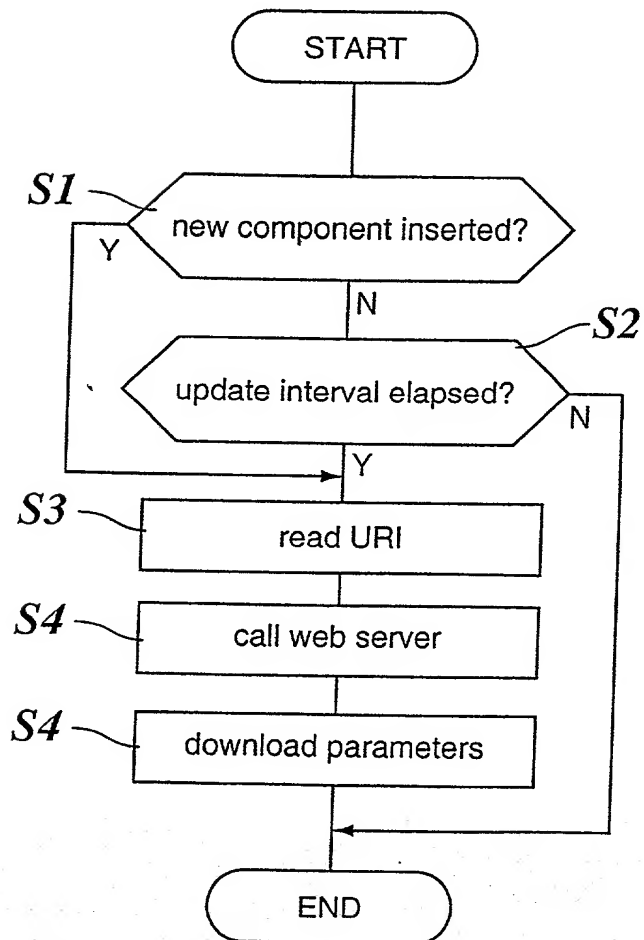 START
S1
new component inserted?
Y
N
S2
update interval elapsed?
N
Y
S3
read URI
S4
call web server
S4
download parameters
END